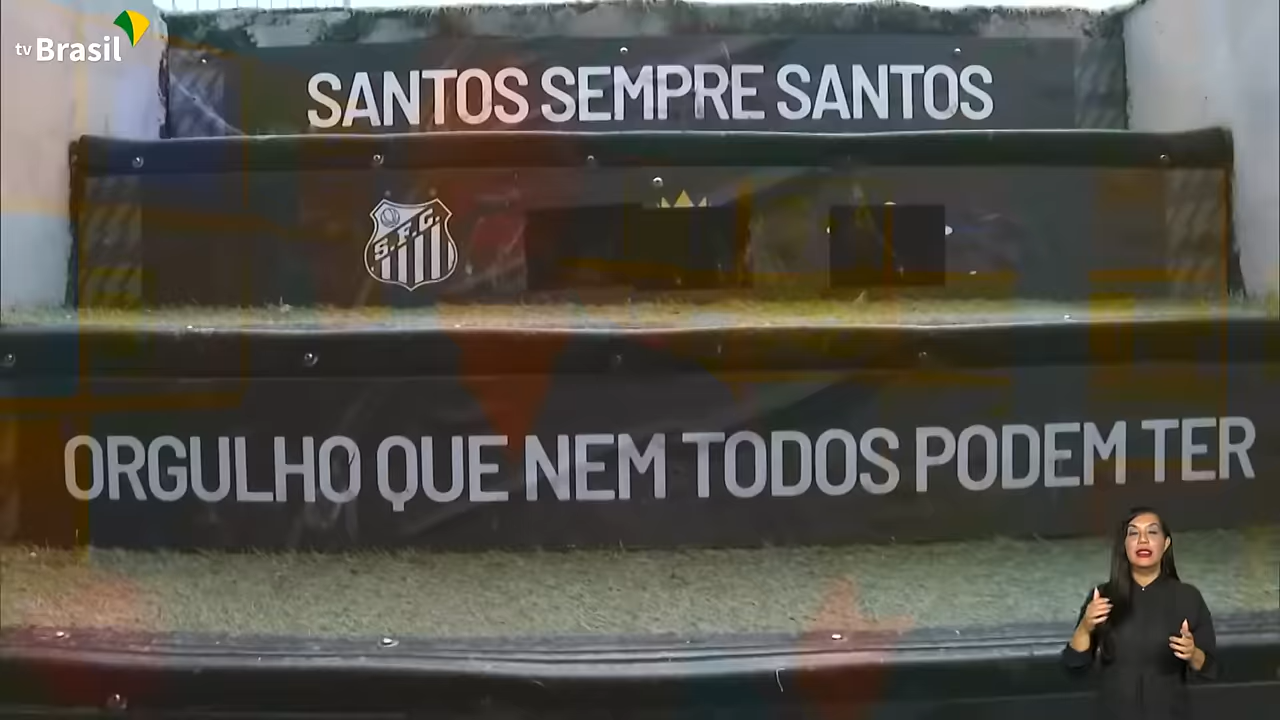 tv Brasil
SANTOS SEMPRE SANTOS
S.F.C.
ORGULHO QUE NEM TODOS PODEM TER